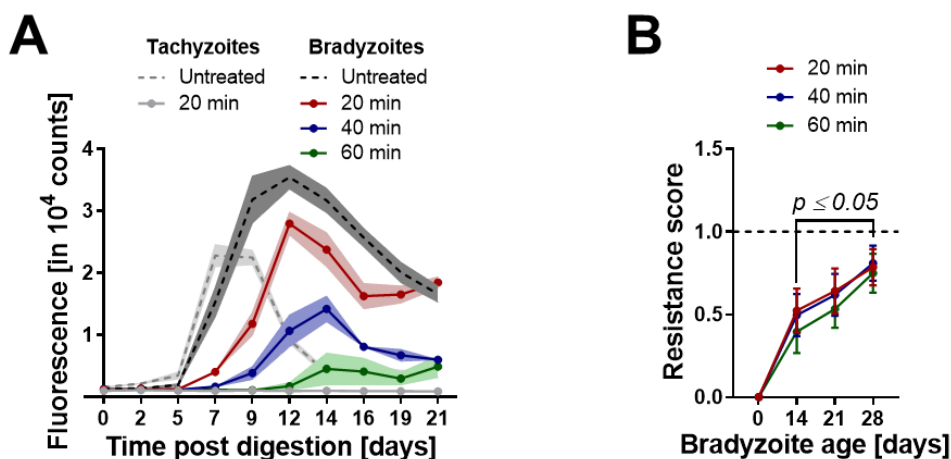 A
Tachyzoites
Untreated
20 min
Bradyzoites
Untreated
20 min
40 min
60 min
Fluorescence [in 10⁴ counts]
4
3
2
1
0 2 5 7 9 12 14 16 19 21
Time post digestion [days]
B
20 min
40 min
60 min
Resistance score
1.5
1.0
0.5
0.0
p ≤ 0.05
0 14 21 28
Bradyzoite age [days]